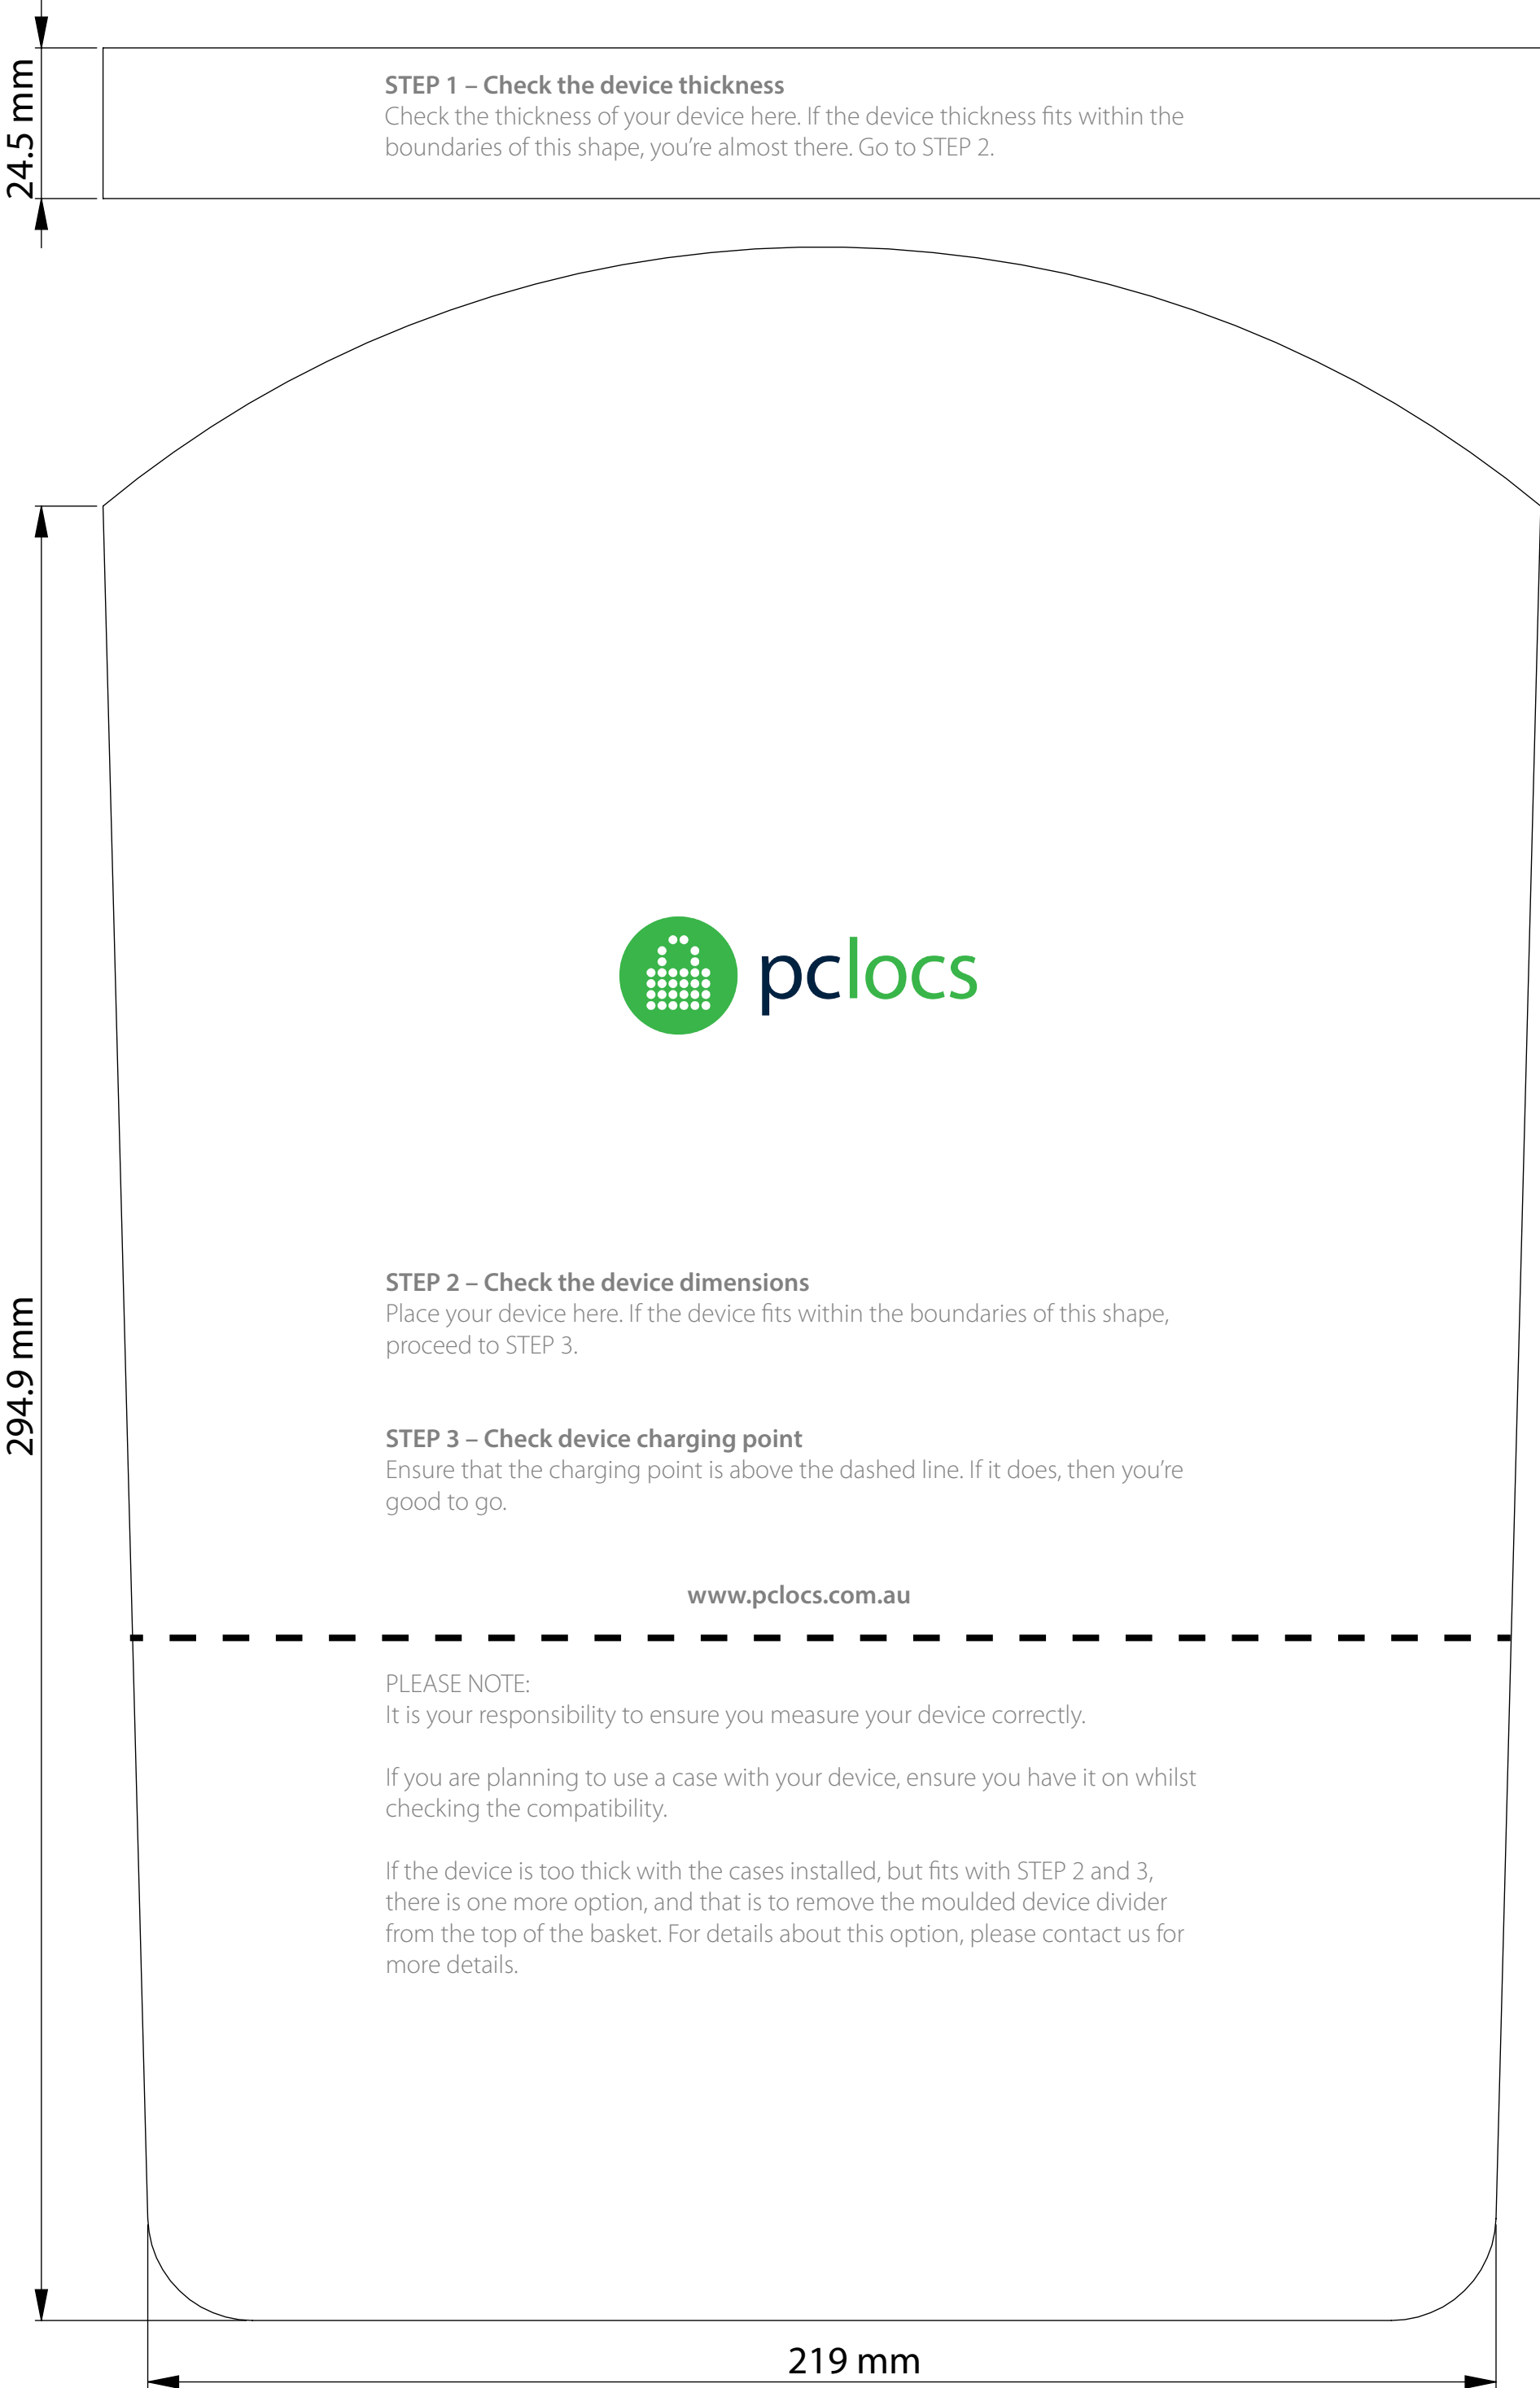 24.5 mm
STEP 1 – Check the device thickness
Check the thickness of your device here. If the device thickness fits within the
boundaries of this shape, you're almost there. Go to STEP 2.
pclocs
294.9 mm
STEP 2 – Check the device dimensions
Place your device here. If the device fits within the boundaries of this shape,
proceed to STEP 3.
STEP 3 – Check device charging point
Ensure that the charging point is above the dashed line. If it does, then you're
good to go.
www.pclocs.com.au
PLEASE NOTE:
It is your responsibility to ensure you measure your device correctly.
If you are planning to use a case with your device, ensure you have it on whilst
checking the compatibility.
If the device is too thick with the cases installed, but fits with STEP 2 and 3,
there is one more option, and that is to remove the moulded device divider
from the top of the basket. For details about this option, please contact us for
more details.
219 mm